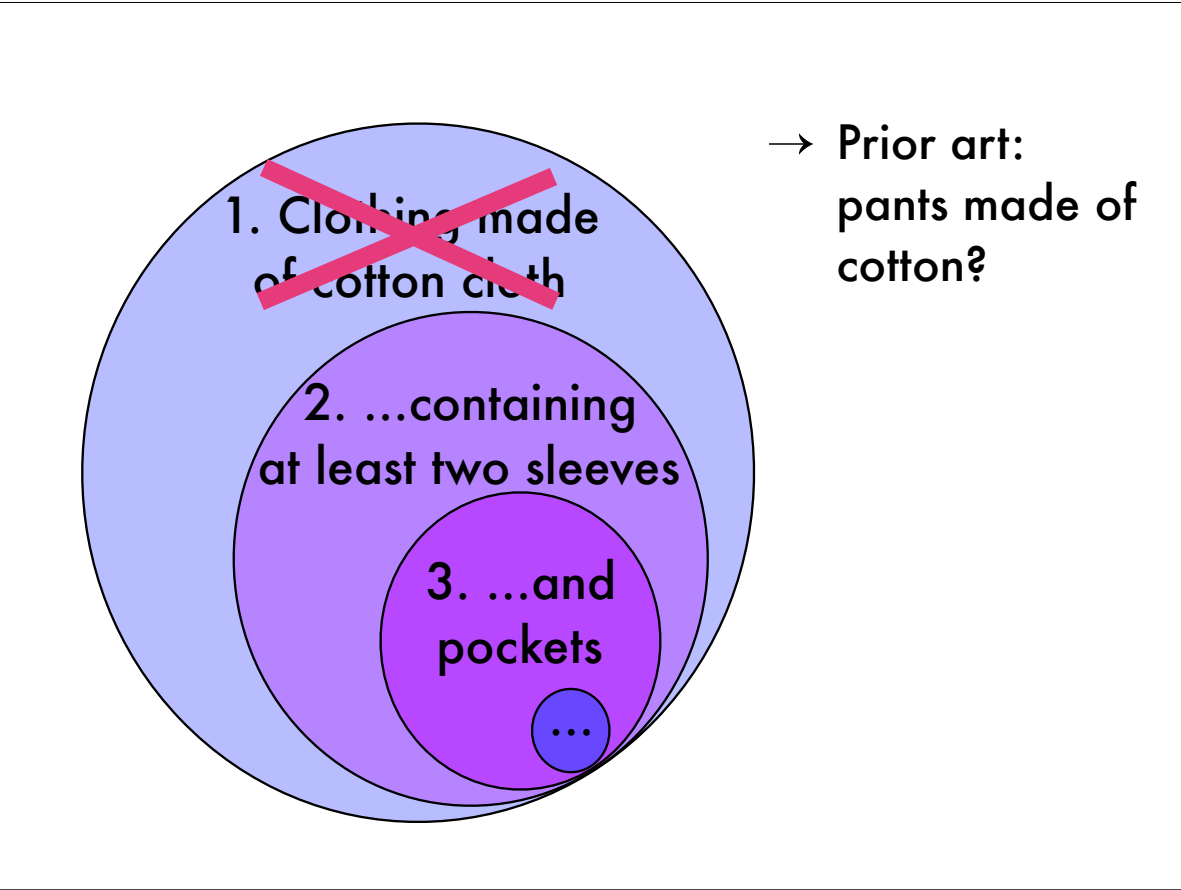 1. Clothing made
of cotton cloth
2. ...containing
at least two sleeves
3. ...and
pockets
...
→ Prior art:
pants made of
cotton?